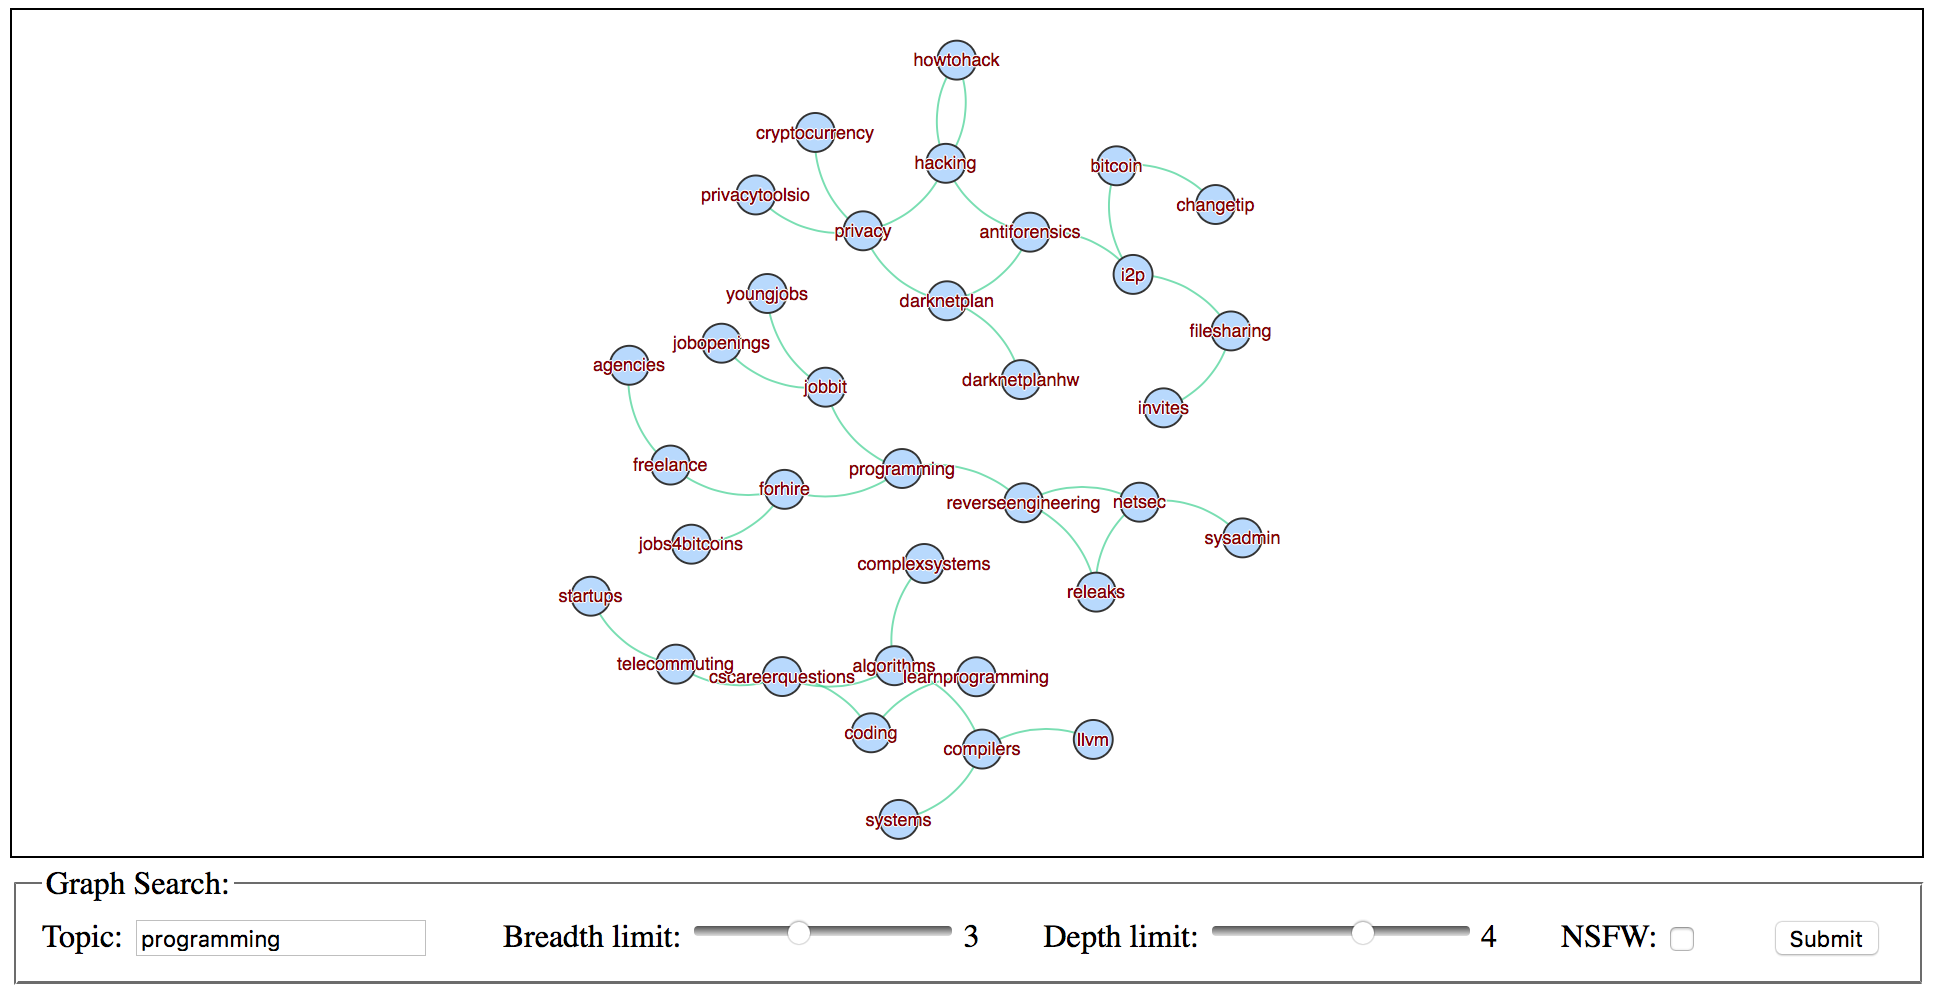 howtohack
cryptocurrency
hacking
bitcoin
privacytoolsio
changetip
privacy
antiforensics
i2p
youngjobs
darknetplan
filesharing
jobopenings
agencies
darknetplanhw
jobbit
invites
freelance
programming
forhire
reverseengineering
netsec
sysadmin
jobs4bitcoins
complexsystems
releaks
startups
telecommuting
algorithms
cscareerquestions
learnprogramming
coding
llvm
compilers
systems
Graph Search:
Topic: programming Breadth limit: 3 Depth limit: 4 NSFW: Submit